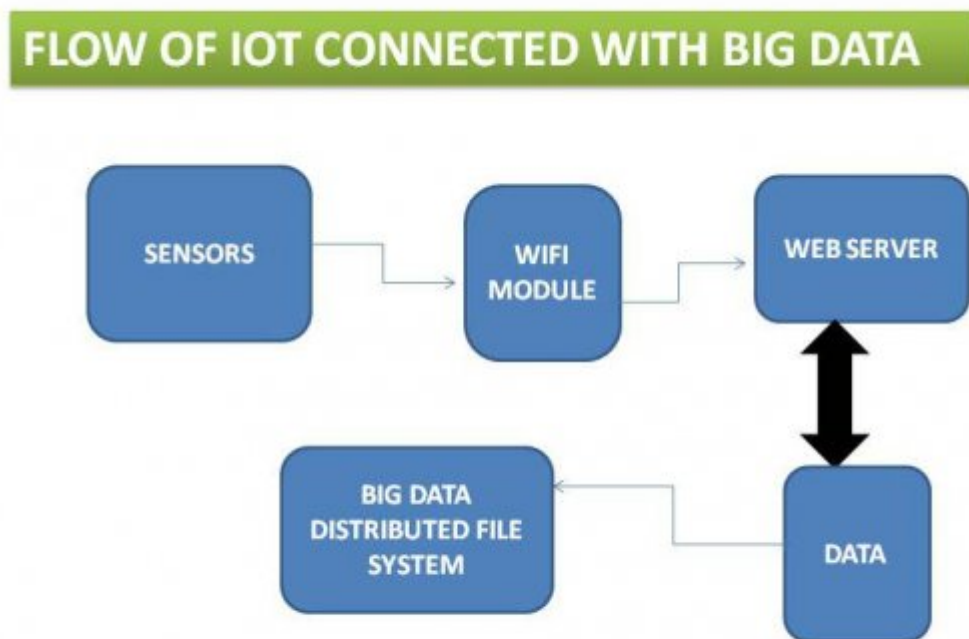 FLOW OF IOT CONNECTED WITH BIG DATA
SENSORS
WIFI
MODULE
WEB SERVER
BIG DATA
DISTRIBUTED FILE
SYSTEM
DATA